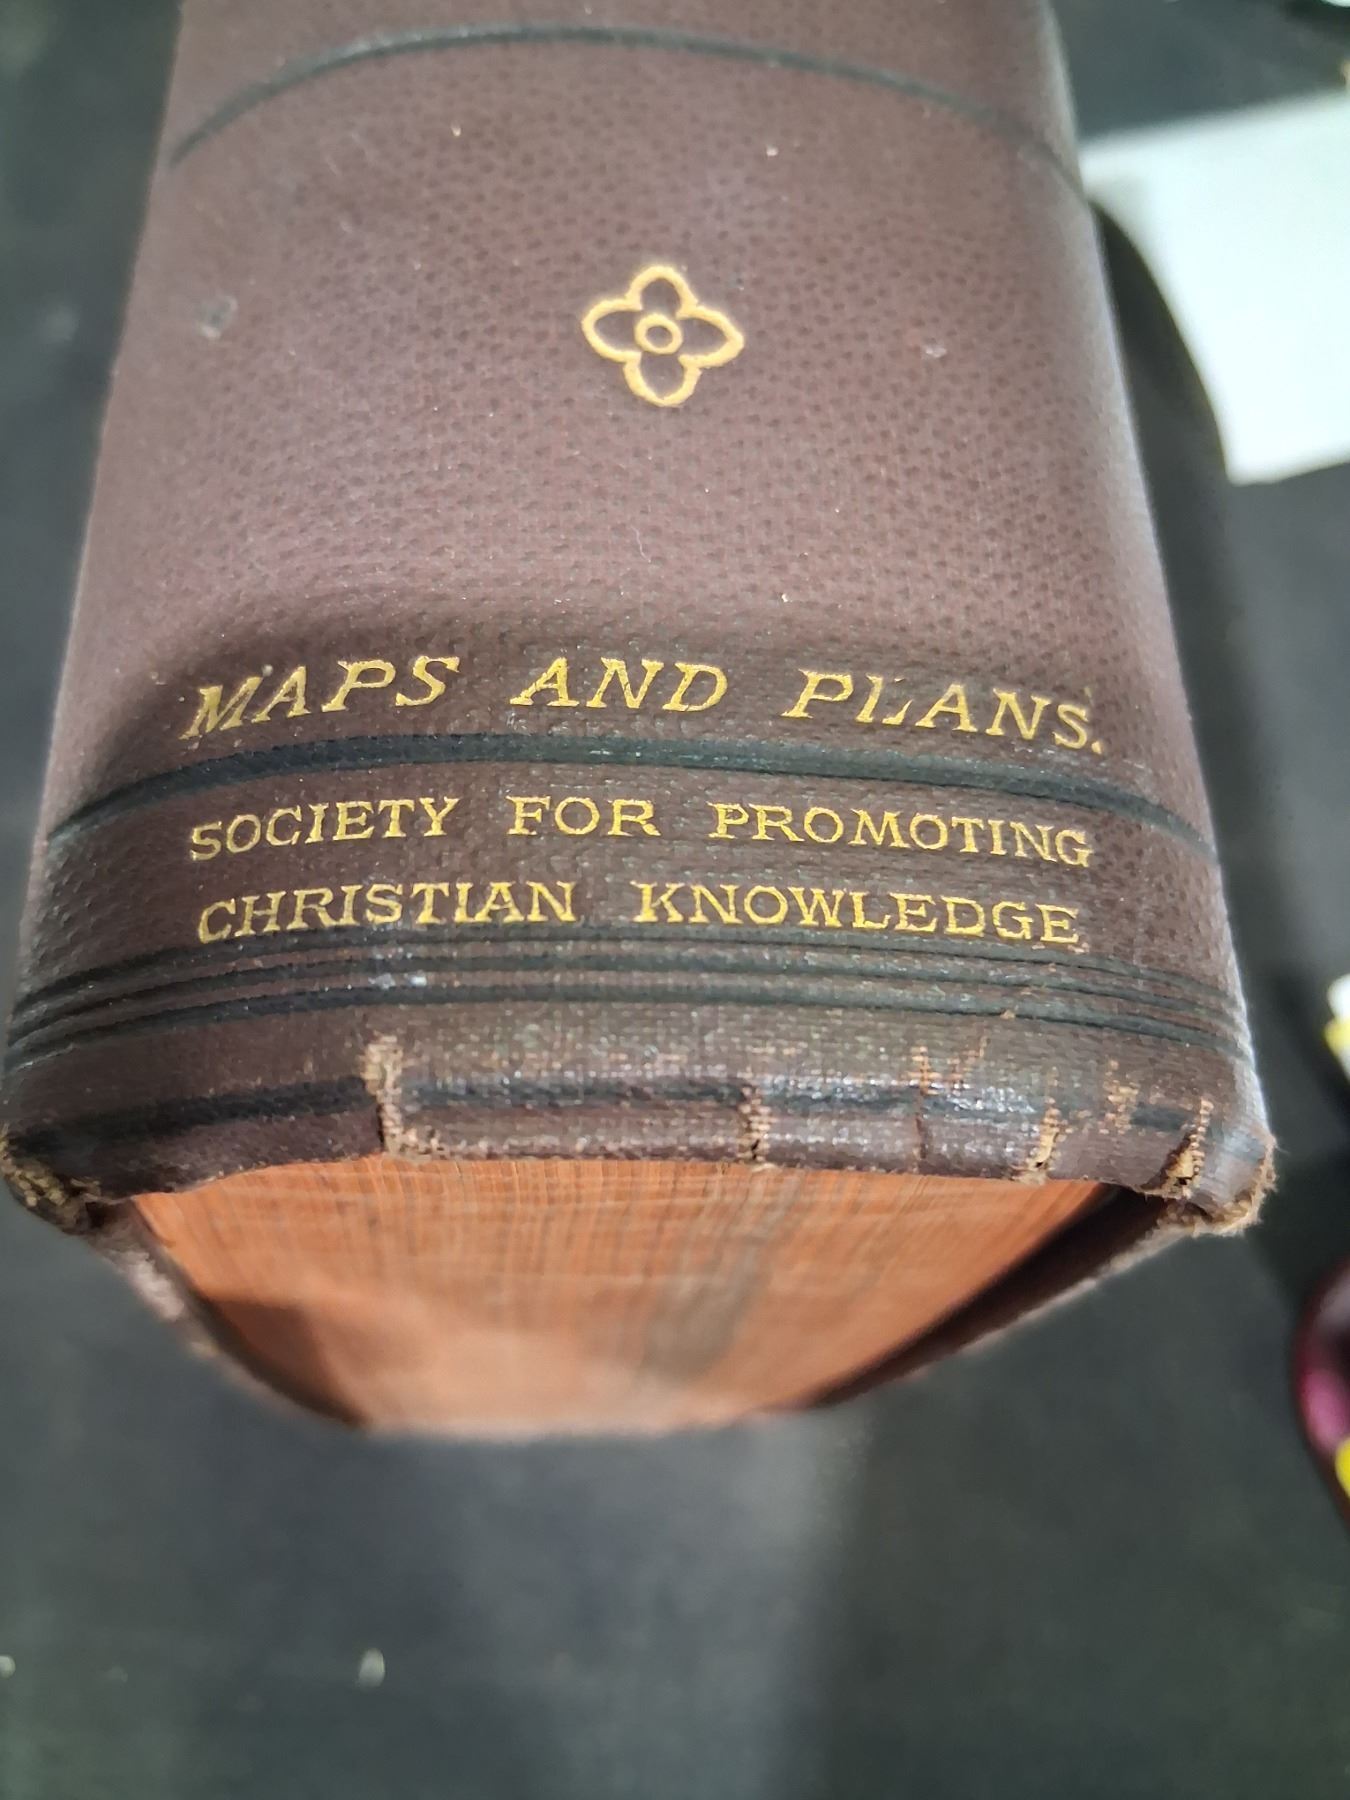 MAPS AND PLANS.
SOCIETY FOR PROMOTING
CHRISTIAN KNOWLEDGE